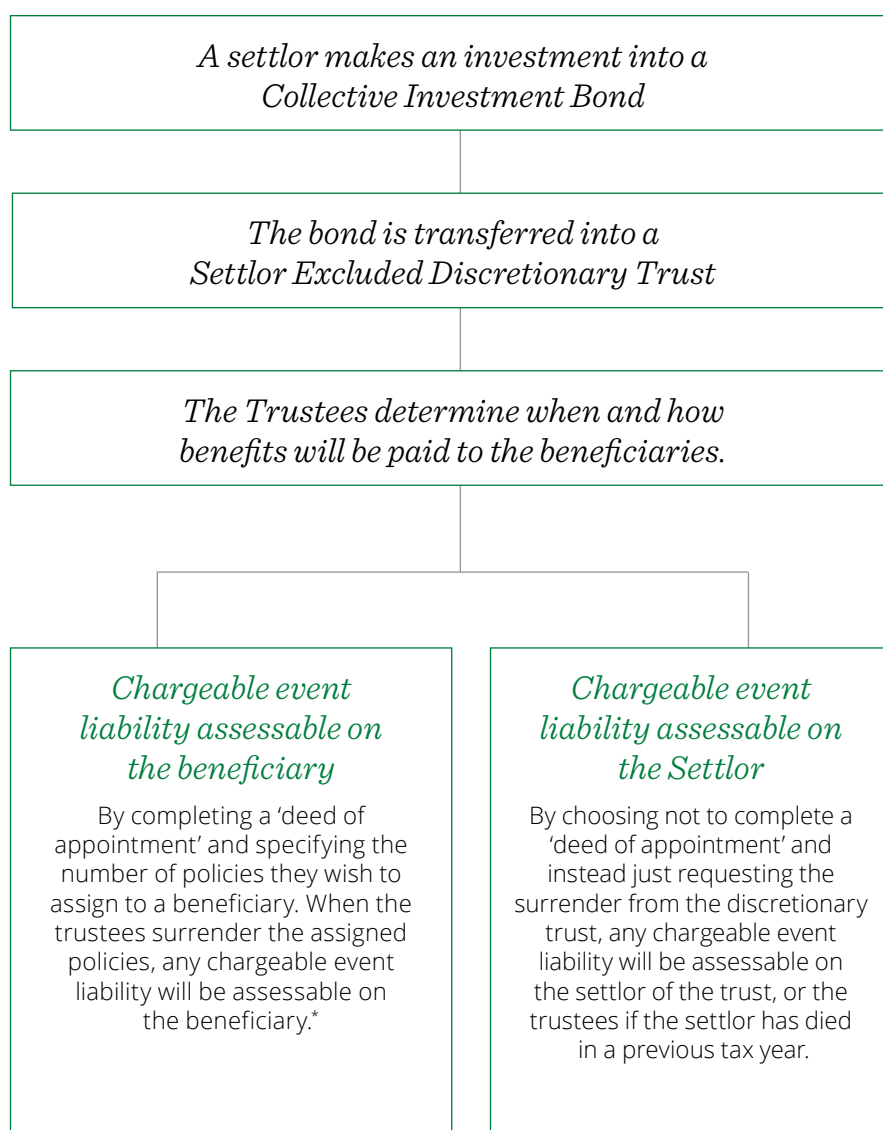 A settlor makes an investment into a
Collective Investment Bond
The bond is transferred into a
Settlor Excluded Discretionary Trust
The Trustees determine when and how
benefits will be paid to the beneficiaries.
Chargeable event
liability assessable on
the beneficiary
By completing a ‘deed of
appointment’ and specifying the
number of policies they wish to
assign to a beneficiary. When the
trustees surrender the assigned
policies, any chargeable event
liability will be assessable on
the beneficiary.*
Chargeable event
liability assessable on
the Settlor
By choosing not to complete a
‘deed of appointment’ and
instead just requesting the
surrender from the discretionary
trust, any chargeable event
liability will be assessable on
the settlor of the trust, or the
trustees if the settlor has died
in a previous tax year.